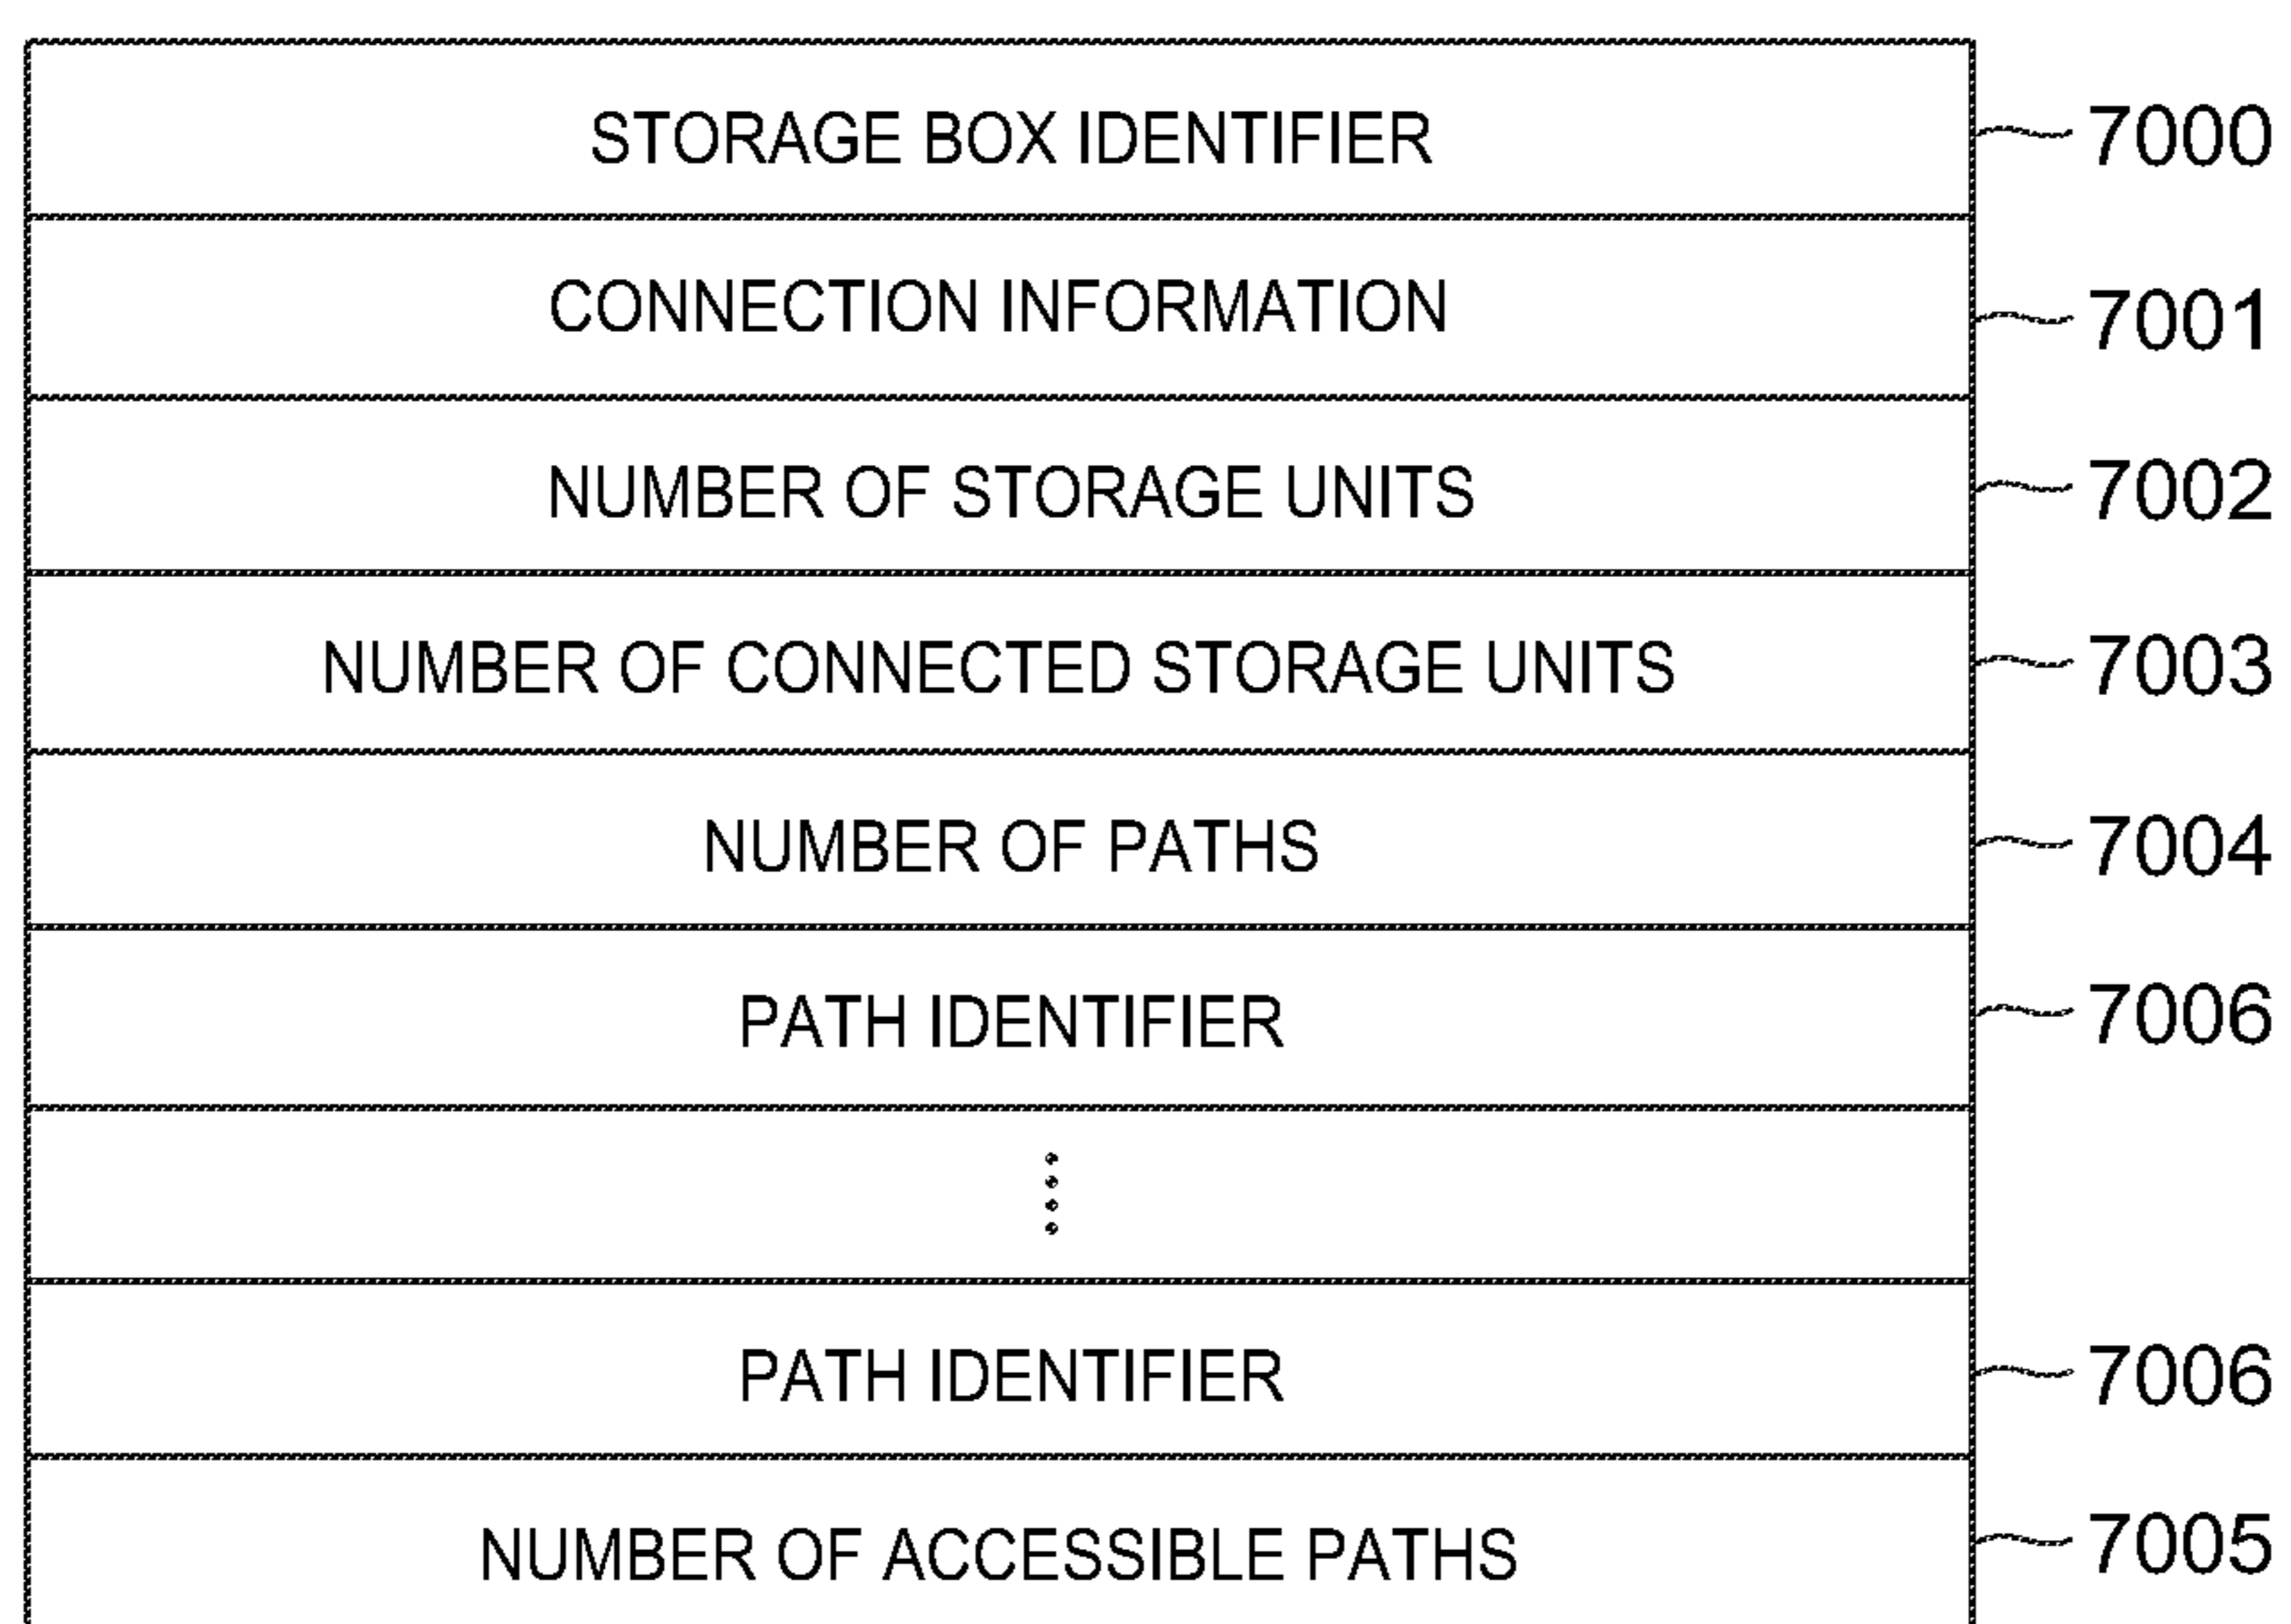 STORAGE BOX IDENTIFIER 7000
CONNECTION INFORMATION 7001
NUMBER OF STORAGE UNITS 7002
NUMBER OF CONNECTED STORAGE UNITS 7003
NUMBER OF PATHS 7004
PATH IDENTIFIER 7006
PATH IDENTIFIER 7006
NUMBER OF ACCESSIBLE PATHS 7005